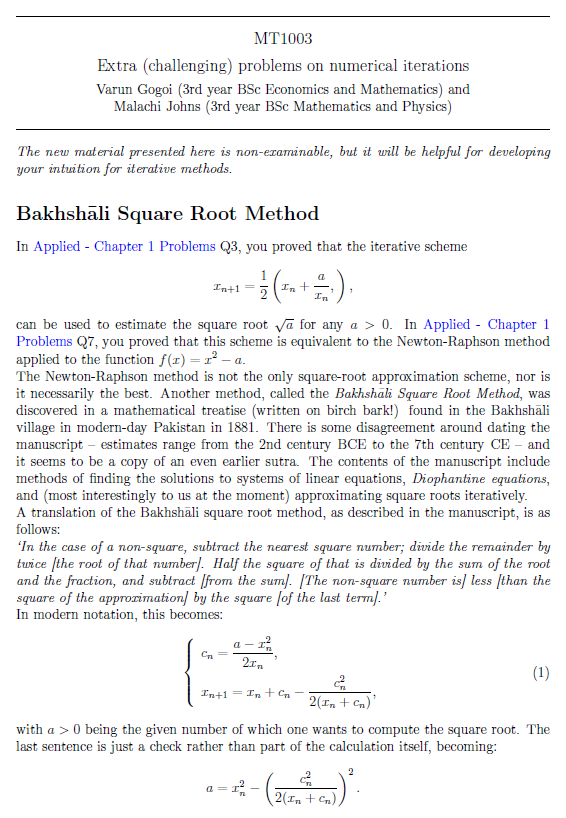 MT1003
Extra (challenging) problems on numerical iterations
Varun Gogoi (3rd year BSc Economics and Mathematics) and
Malachi Johns (3rd year BSc Mathematics and Physics)
The new material presented here is non-examinable, but it will be helpful for developing
your intuition for iterative methods.
Bakhshāli Square Root Method
In Applied - Chapter 1 Problems Q3, you proved that the iterative scheme
x_{n+1} = \frac{1}{2} \left( x_n + \frac{a}{x_n}, \right),
can be used to estimate the square root √a for any a > 0. In Applied - Chapter 1
Problems Q7, you proved that this scheme is equivalent to the Newton-Raphson method
applied to the function f(x) = x² − a.
The Newton-Raphson method is not the only square-root approximation scheme, nor is
it necessarily the best. Another method, called the Bakhshāli Square Root Method, was
discovered in a mathematical treatise (written on birch bark!) found in the Bakhshāli
village in modern-day Pakistan in 1881. There is some disagreement around dating the
manuscript – estimates range from the 2nd century BCE to the 7th century CE – and
it seems to be a copy of an even earlier sutra. The contents of the manuscript include
methods of finding the solutions to systems of linear equations, Diophantine equations,
and (most interestingly to us at the moment) approximating square roots iteratively.
A translation of the Bakhshāli square root method, as described in the manuscript, is as
follows:
‘In the case of a non-square, subtract the nearest square number; divide the remainder by
twice [the root of that number]. Half the square of that is divided by the sum of the root
and the fraction, and subtract [from the sum]. [The non-square number is] less [than the
square of the approximation] by the square [of the last term].’
In modern notation, this becomes:
\begin{cases} c_n = \frac{a - x_n^2}{2x_n}, \\ x_{n+1} = x_n + c_n - \frac{c_n^2}{2(x_n + c_n)}, \end{cases} (1)
with a > 0 being the given number of which one wants to compute the square root. The
last sentence is just a check rather than part of the calculation itself, becoming:
a = x_n^2 - \left( \frac{c_n^2}{2(x_n + c_n)} \right)^2.